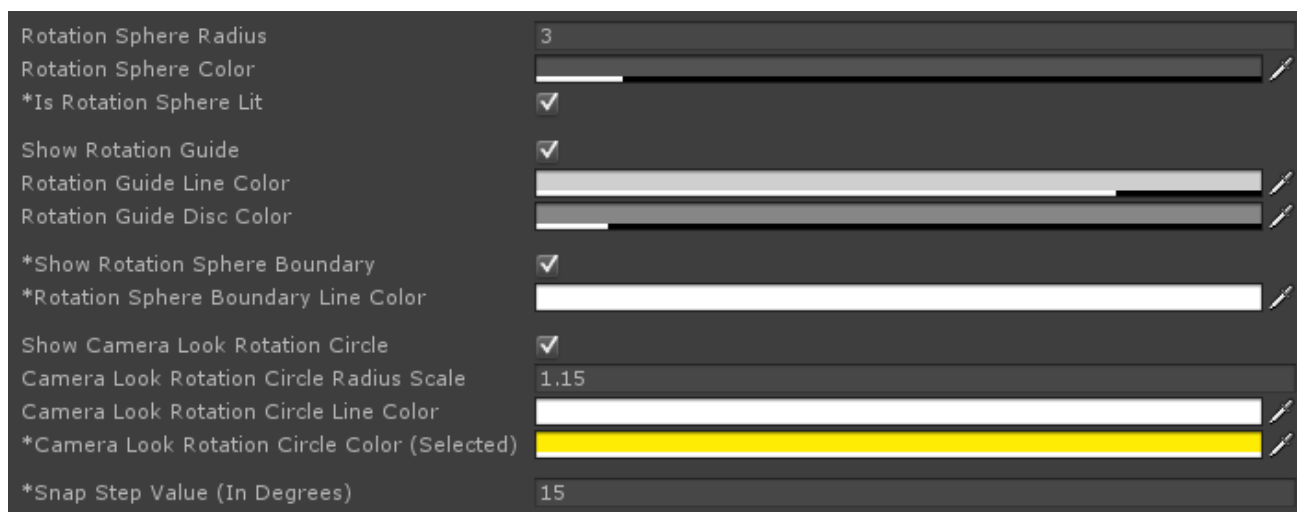 Rotation Sphere Radius 3
Rotation Sphere Color
*Is Rotation Sphere Lit
Show Rotation Guide
Rotation Guide Line Color
Rotation Guide Disc Color
*Show Rotation Sphere Boundary
*Rotation Sphere Boundary Line Color
Show Camera Look Rotation Circle
Camera Look Rotation Circle Radius Scale 1.15
Camera Look Rotation Circle Line Color
*Camera Look Rotation Circle Color (Selected)
*Snap Step Value (In Degrees) 15